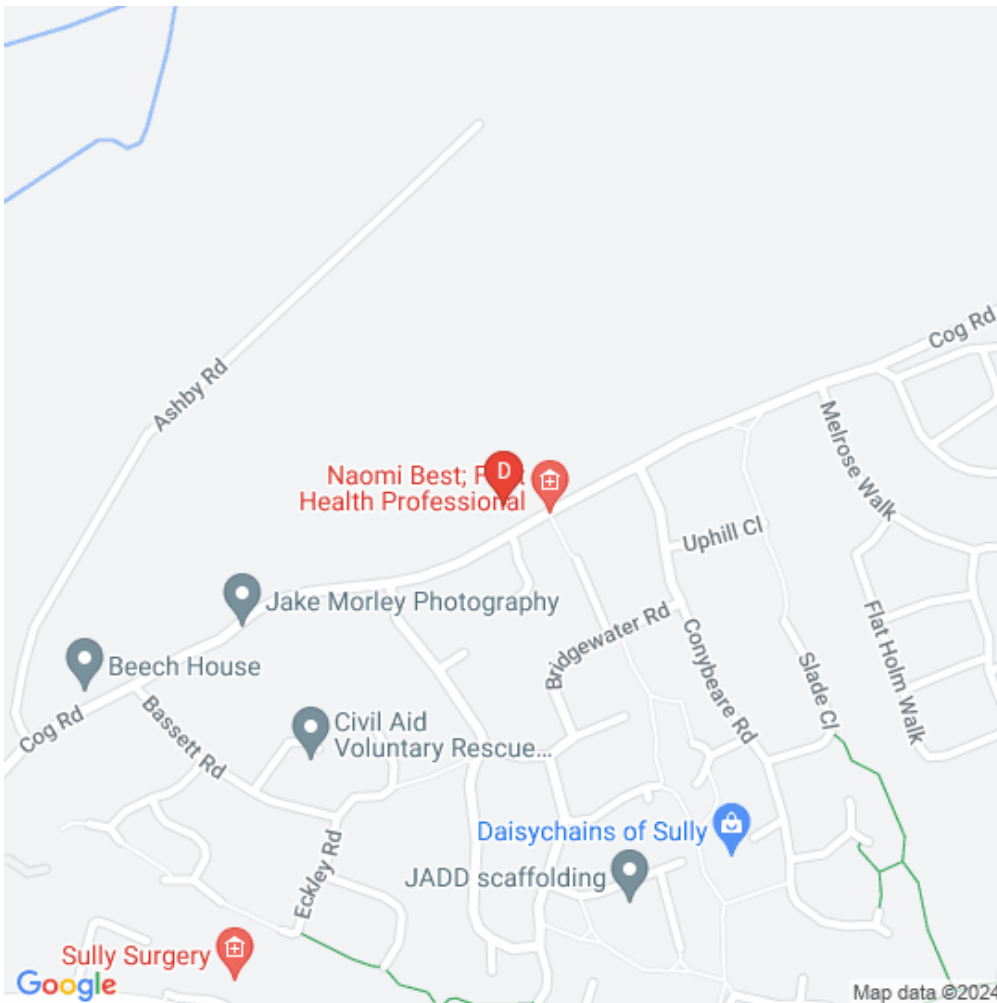 Cog Rd
Ashby Rd
Melrose Walk
Naomi Best;
D
Health Professional
Uphill Cl
Jake Morley Photography
Bridgewater Rd
Conybeare Rd
Flat Holm Walk
Beech House
Slade Cl
Cog Rd
Bassett Rd
Civil Aid
Voluntary Rescue...
Daisychains of Sully
JADD scaffolding
Eckley Rd
Sully Surgery
Google
Map data ©2024